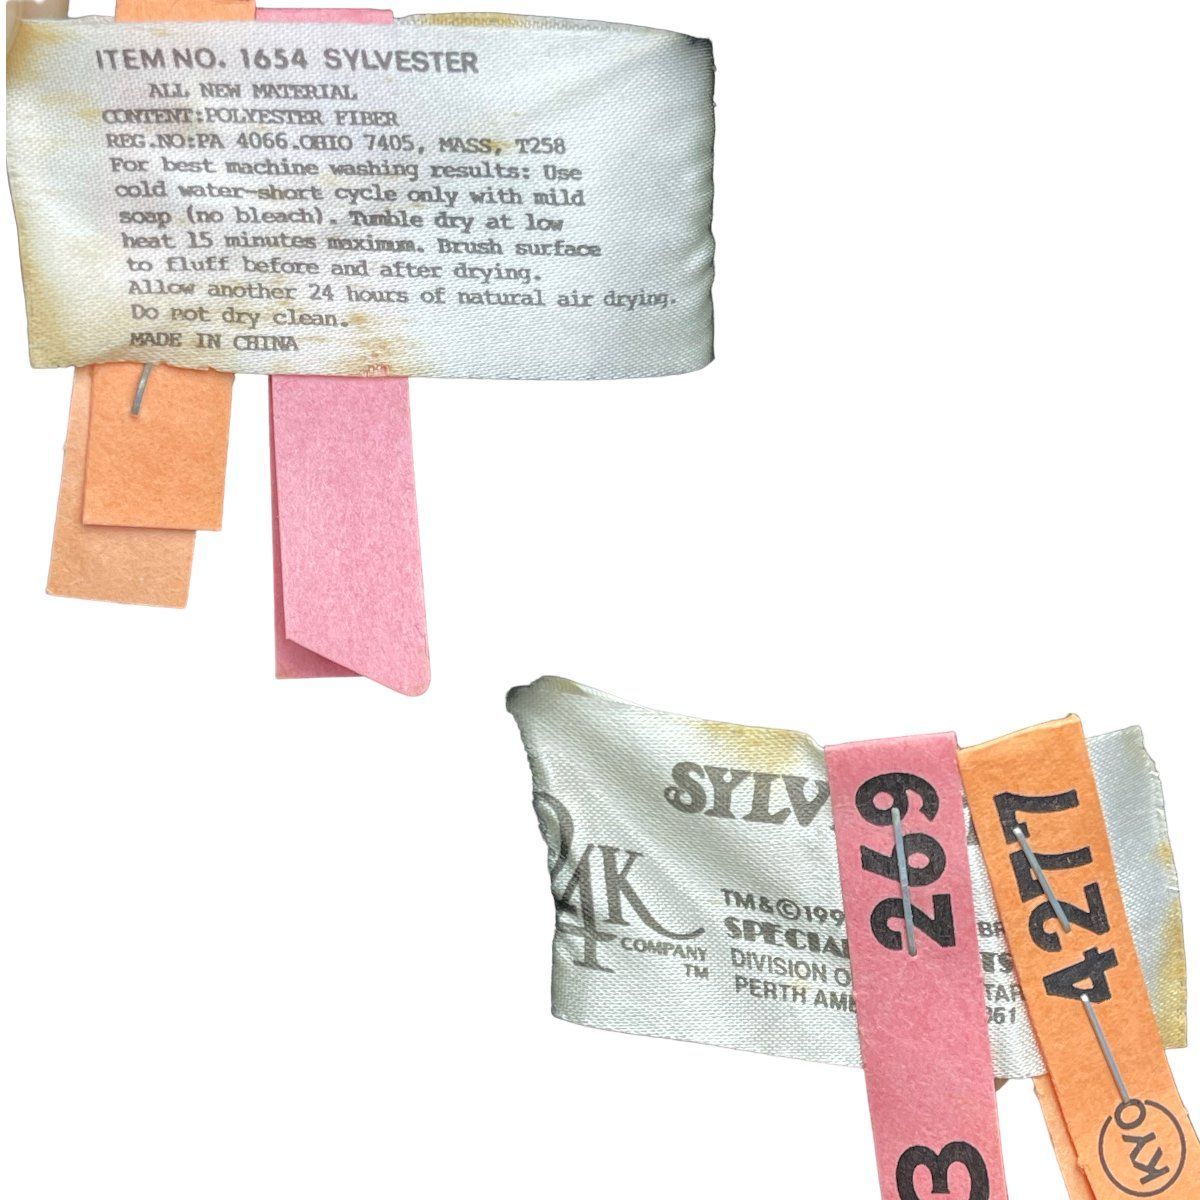 ITEM NO. 1654 SYLVESTER
ALL NEW MATERIAL
CONTENT:POLYESTER FIBER
REG.NO:PA 4066.OHIO 7405, MASS, T258
For best machine washing results: Use
cold water-short cycle only with mild
soap (no bleach). Tumble dry at low
heat 15 minutes maximum. Brush surface
to fluff before and after drying.
Allow another 24 hours of natural air drying.
Do not dry clean.
MADE IN CHINA
SYLV
24K
COMPANY
TM
TM&©199
SPECIAL
DIVISION O
PERTH AM
TAR
361
269
3
4277
KYO